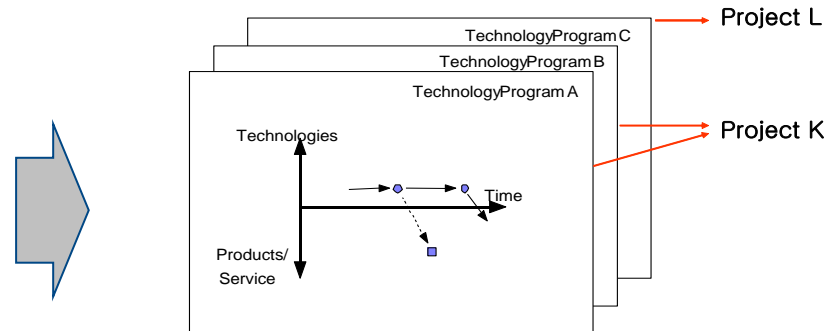 Project L
TechnologyProgram C
TechnologyProgram B
TechnologyProgram A
Project K
Technologies
Time
Products/
Service